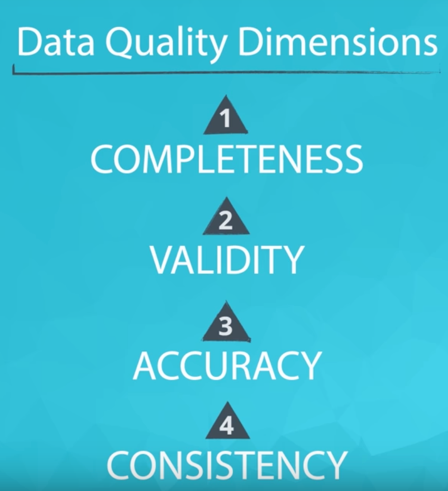 Data Quality Dimensions
1
COMPLETENESS
2
VALIDITY
3
ACCURACY
4
CONSISTENCY